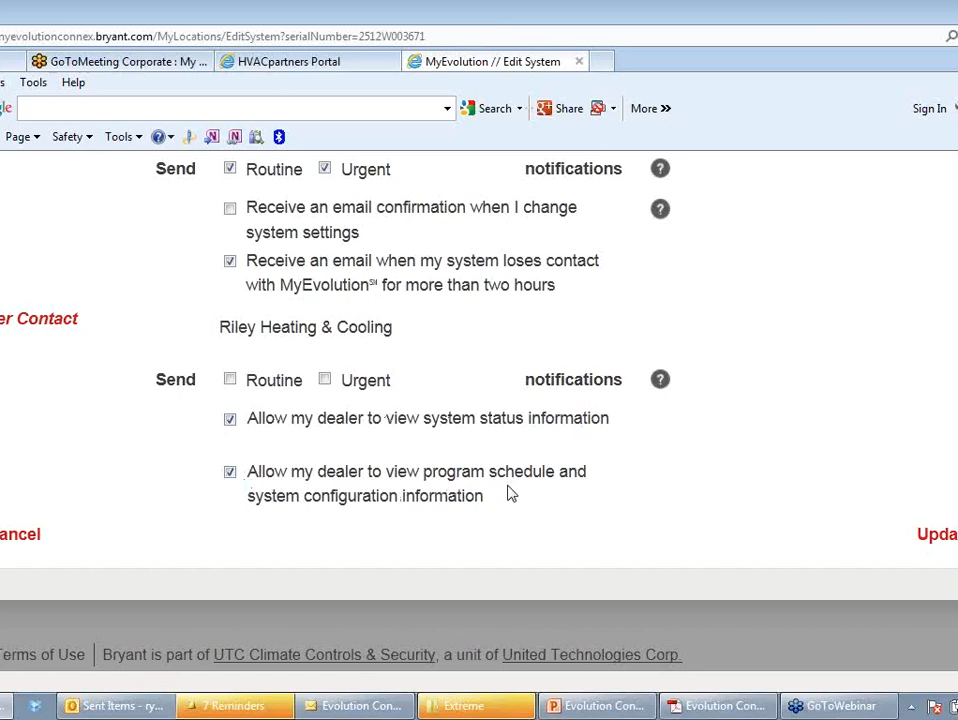 myevolutionconnex.bryant.com/MyLocations/EditSystem?serialNumber=2512W003671
GoToMeeting Corporate : My ... HVACpartners Portal MyEvolution // Edit System
s Tools Help
gle Search Share More » Sign In
Page Safety Tools
Send Routine Urgent notifications ?
Receive an email confirmation when I change ?
system settings
Receive an email when my system loses contact
with MyEvolution℠ for more than two hours
er Contact Riley Heating & Cooling
Send Routine Urgent notifications ?
Allow my dealer to view system status information
Allow my dealer to view program schedule and
system configuration information
ancel Upda
Terms of Use | Bryant is part of UTC Climate Controls & Security, a unit of United Technologies Corp.
Sent Items - ry... 7 Reminders Evolution Con... Extreme Evolution Con... Evolution Con... GoToWebinar